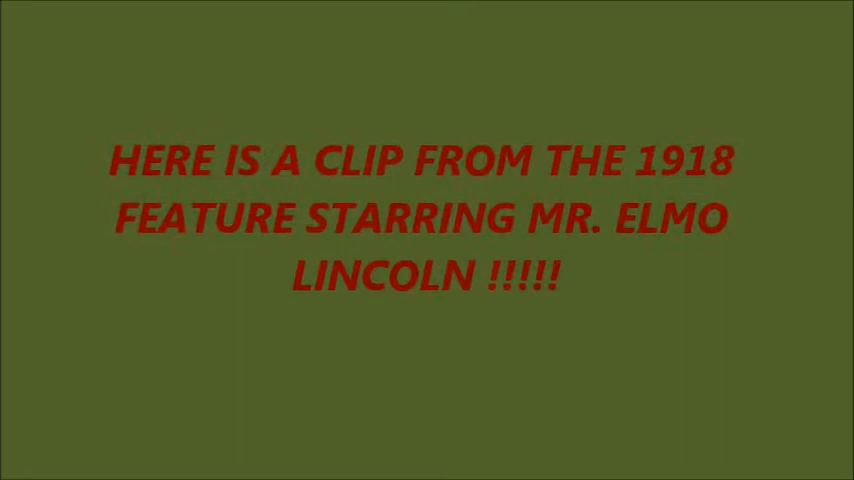 HERE IS A CLIP FROM THE 1918
FEATURE STARRING MR. ELMO
LINCOLN !!!!!